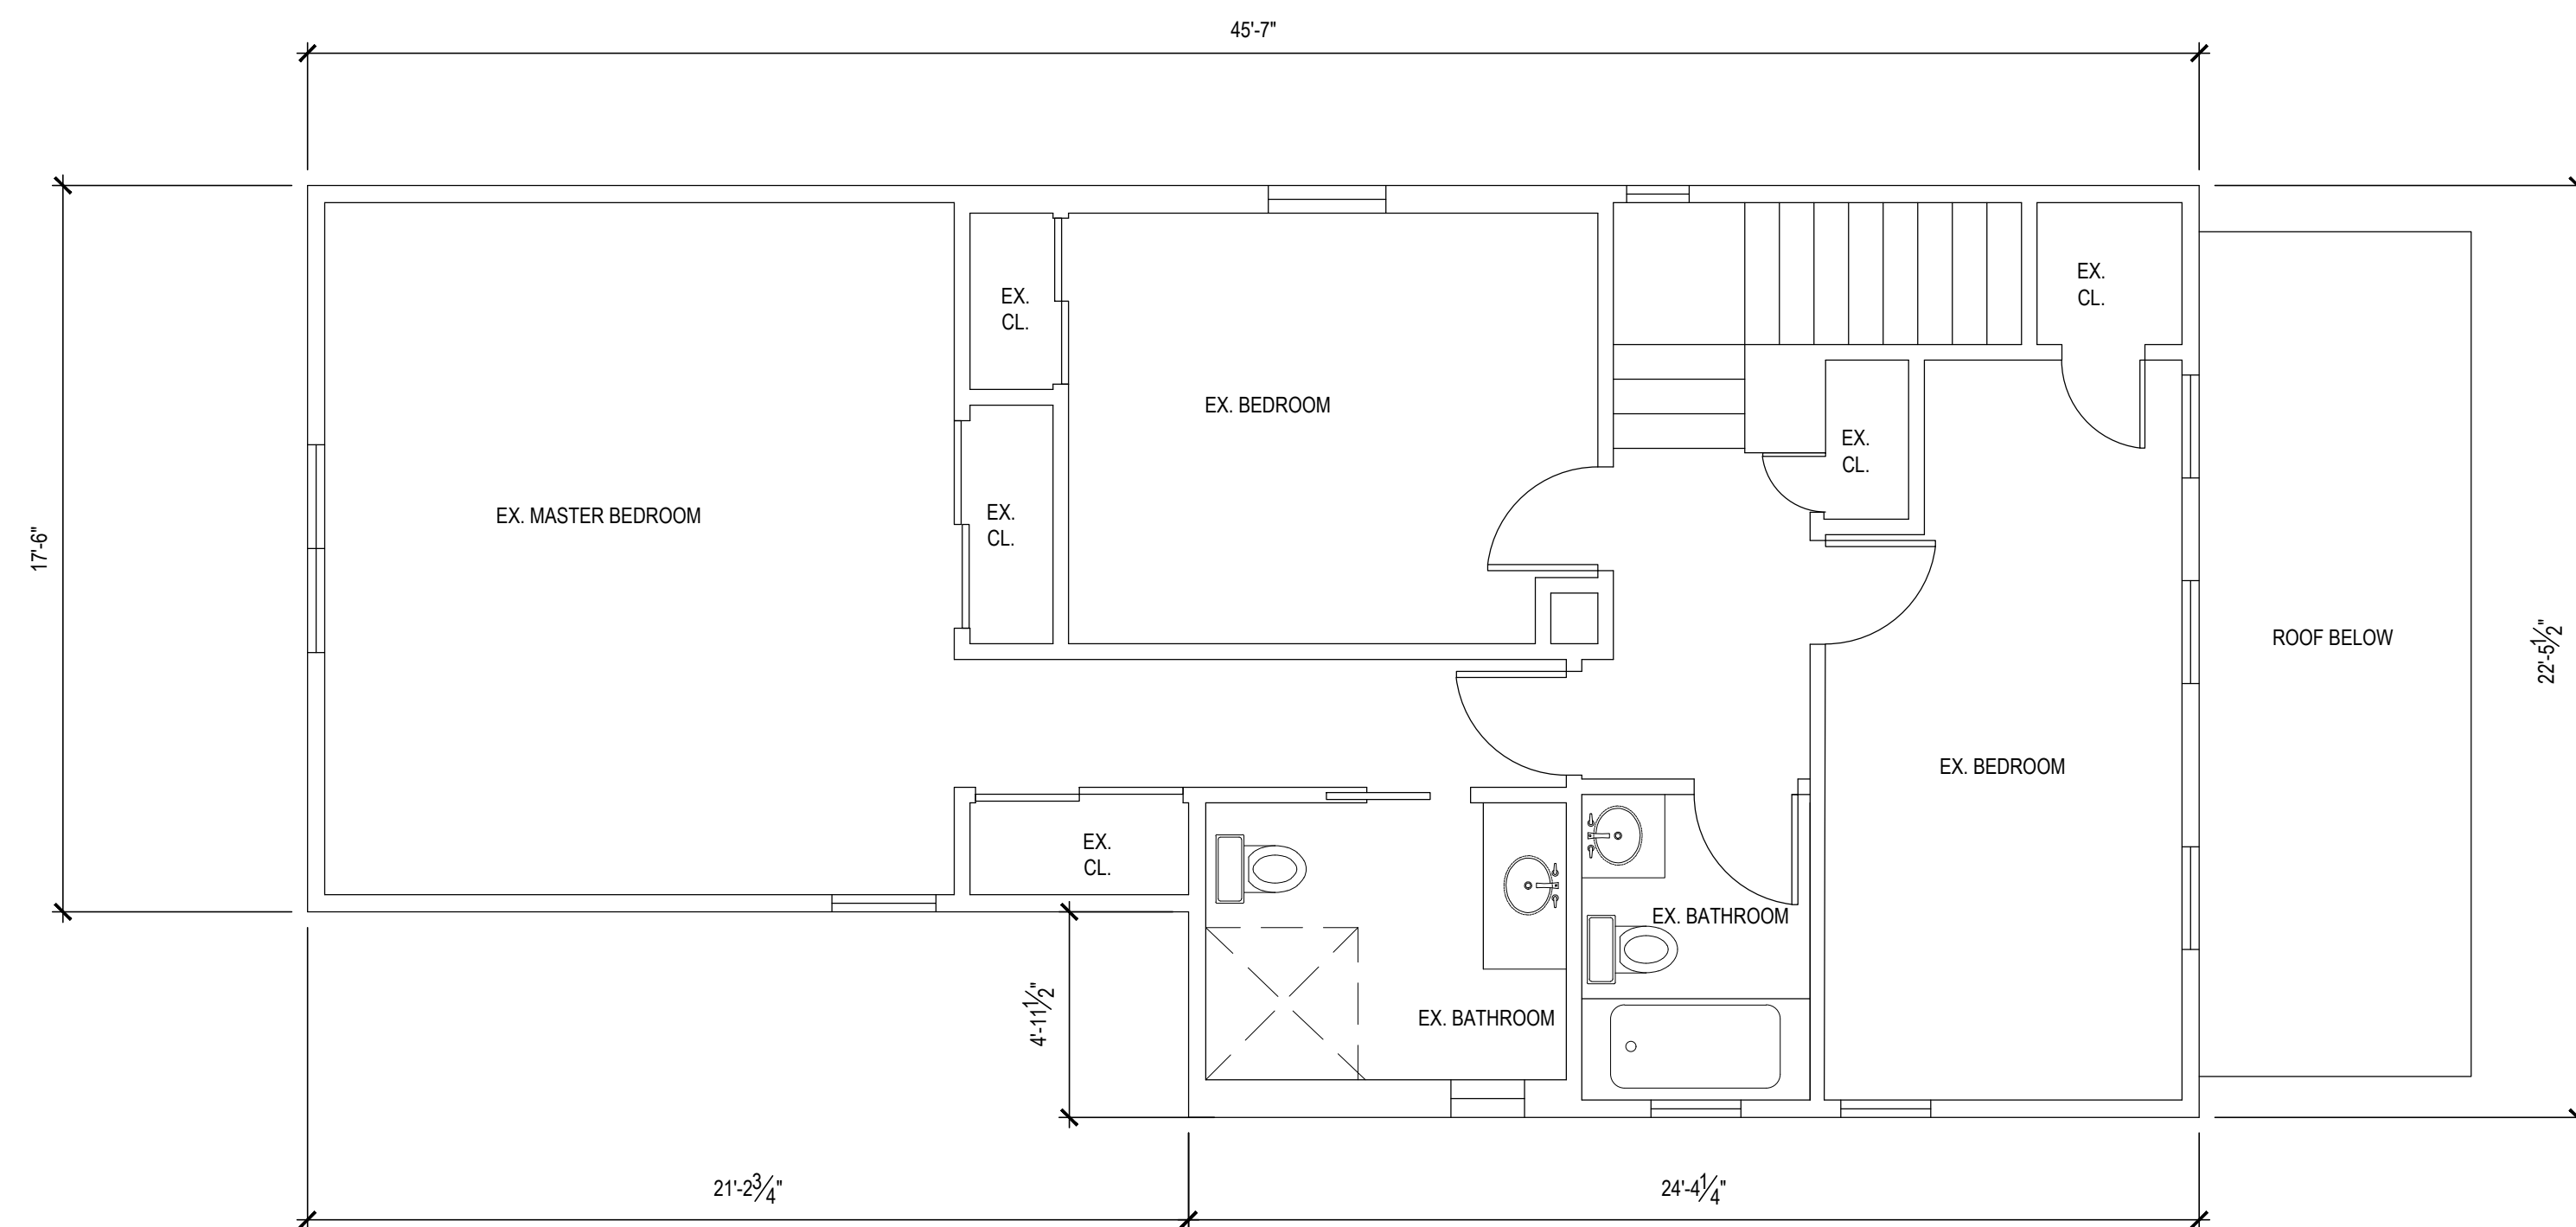 45'-7"
EX.
CL.
EX.
CL.
EX. BEDROOM
EX.
CL.
EX. MASTER BEDROOM
EX.
CL.
17'-6"
ROOF BELOW
22'-5½"
EX. BEDROOM
EX.
CL.
EX. BATHROOM
4'-11½"
EX. BATHROOM
21'-2¾"
24'-4¼"